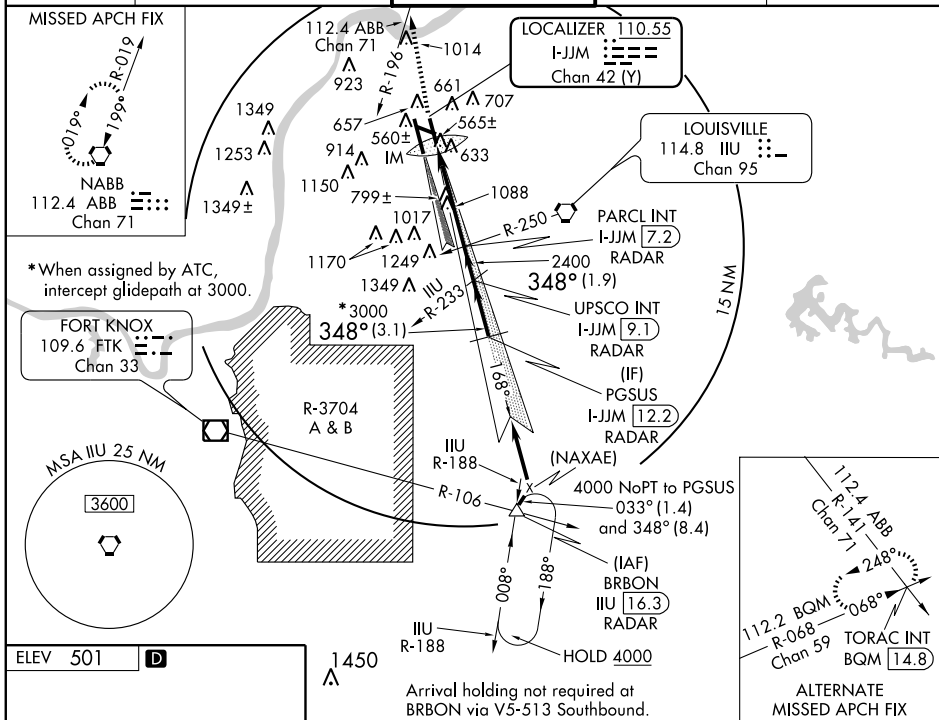 MISSED APCH FIX
R-019
019°
199°
NABB
112.4 ABB
Chan 71
112.4 ABB
Chan 71
R-196
1014
923
661
707
657
560±
565±
633
IM
914
1150
799±
1088
1349
1253
1349±
1017
1170
1249
1349
LOCALIZER 110.55
I-JJM
Chan 42 (Y)
LOUISVILLE
114.8 IIU
Chan 95
R-250
PARCL INT
I-JJM 7.2
RADAR
2400
348° (1.9)
IIU
R-233
*3000
348° (3.1)
UPSCO INT
I-JJM 9.1
RADAR
(IF)
PGSUS
I-JJM 12.2
RADAR
15 NM
168°
*When assigned by ATC,
intercept glidepath at 3000.
FORT KNOX
109.6 FTK
Chan 33
R-3704
A & B
MSA IIU 25 NM
3600
R-106
IIU
R-188
(NAXAE)
X
4000 NoPT to PGSUS
033° (1.4)
and 348° (8.4)
(IAF)
BRBON
IIU 16.3
RADAR
008°
188°
IIU
R-188
HOLD 4000
112.4 ABB
R-141
Chan 71
248°
068°
112.2 BQM
R-068
Chan 59
TORAC INT
BQM 14.8
ALTERNATE
MISSED APCH FIX
ELEV 501 D
1450
Arrival holding not required at
BRBON via V5-513 Southbound.